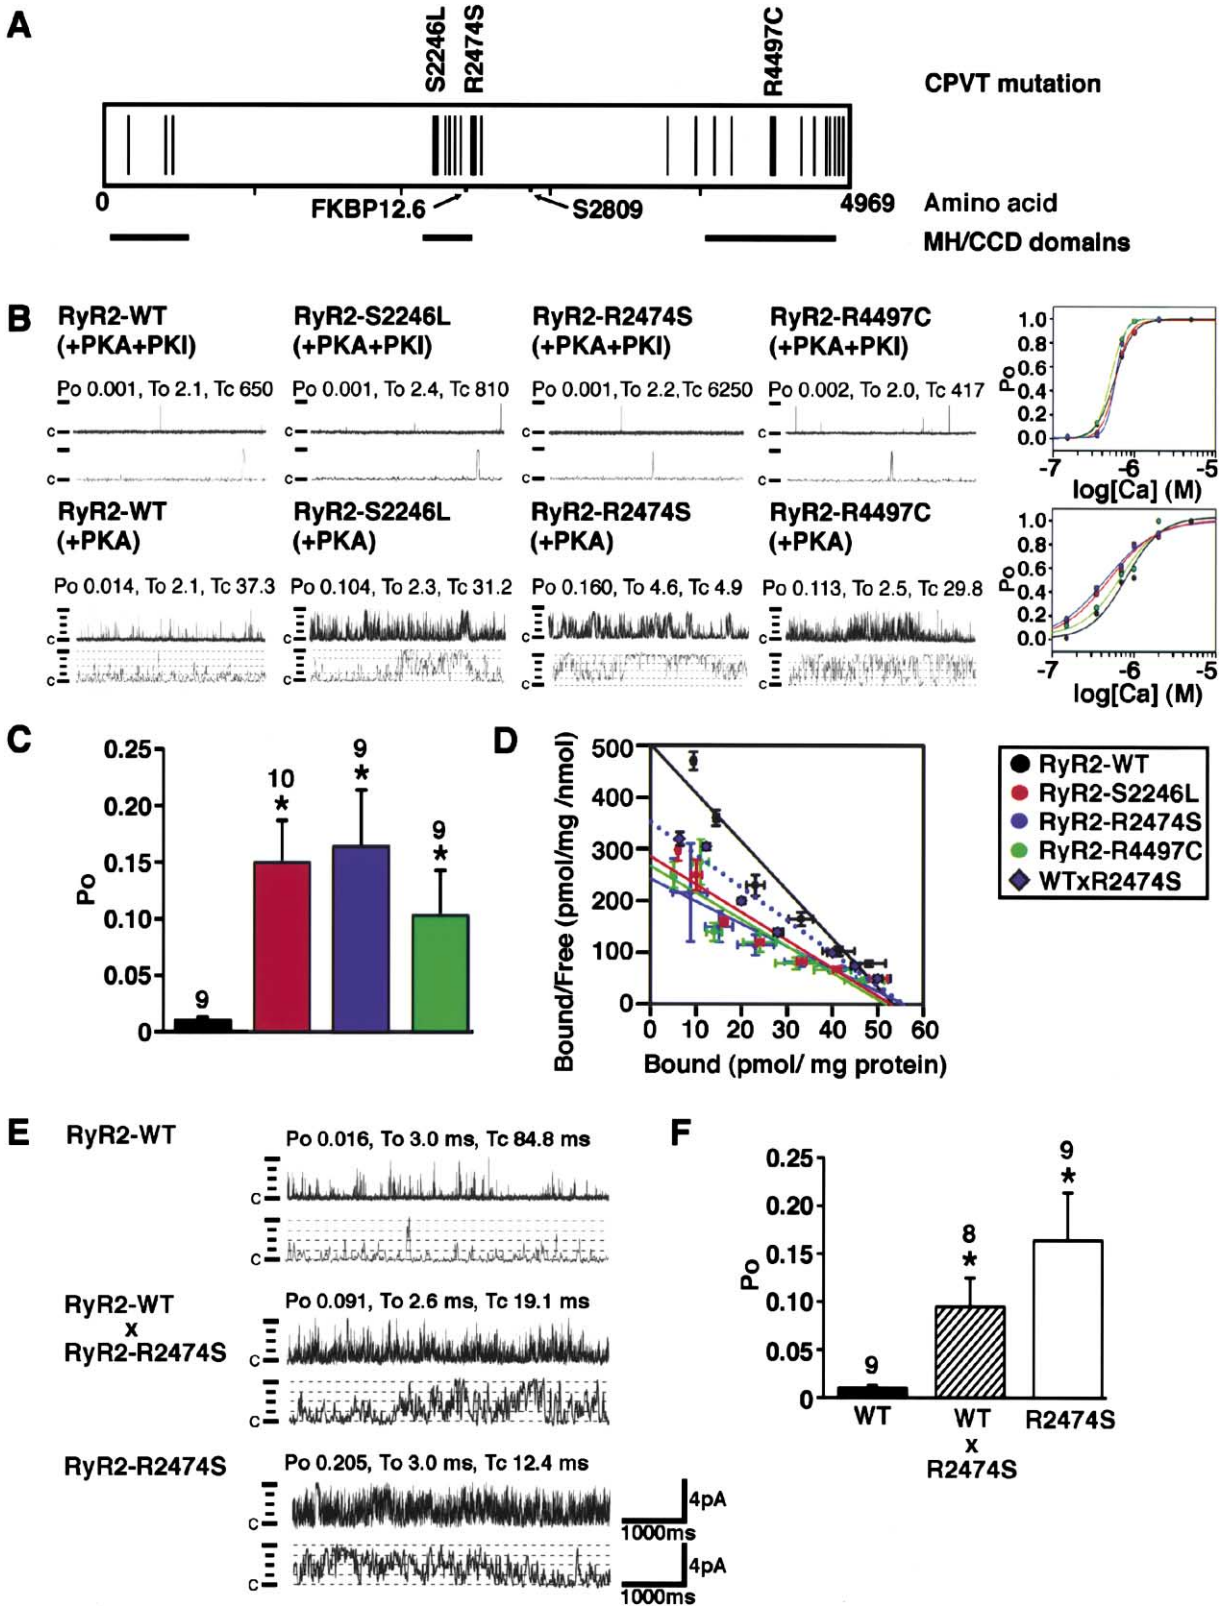 A
S2246L
R2474S
R4497C
CPVT mutation
0
FKBP12.6
S2809
4969
Amino acid
MH/CCD domains
B
RyR2-WT
(+PKA+PKI)
Po 0.001, To 2.1, Tc 650
c
c
RyR2-S2246L
(+PKA+PKI)
Po 0.001, To 2.4, Tc 810
c
c
RyR2-R2474S
(+PKA+PKI)
Po 0.001, To 2.2, Tc 6250
c
c
RyR2-R4497C
(+PKA+PKI)
Po 0.002, To 2.0, Tc 417
c
c
Po
1.0
0.8
0.6
0.4
0.2
0.0
-7 -6 -5
log[Ca] (M)
RyR2-WT
(+PKA)
Po 0.014, To 2.1, Tc 37.3
c
c
RyR2-S2246L
(+PKA)
Po 0.104, To 2.3, Tc 31.2
c
c
RyR2-R2474S
(+PKA)
Po 0.160, To 4.6, Tc 4.9
c
c
RyR2-R4497C
(+PKA)
Po 0.113, To 2.5, Tc 29.8
c
c
Po
1.0
0.8
0.6
0.4
0.2
0.0
-7 -6 -5
log[Ca] (M)
C
Po
0.25
0.20
0.15
0.10
0.05
0
9
10
*
9
*
9
*
D
Bound/Free (pmol/mg /nmol)
500
400
300
200
100
0
0 10 20 30 40 50 60
Bound (pmol/ mg protein)
RyR2-WT
RyR2-S2246L
RyR2-R2474S
RyR2-R4497C
WTxR2474S
E
RyR2-WT
Po 0.016, To 3.0 ms, Tc 84.8 ms
c
c
RyR2-WT
x
RyR2-R2474S
Po 0.091, To 2.6 ms, Tc 19.1 ms
c
c
RyR2-R2474S
Po 0.205, To 3.0 ms, Tc 12.4 ms
c
4pA
1000ms
c
4pA
1000ms
F
Po
0.25
0.20
0.15
0.10
0.05
0
9
8
*
9
*
WT
WT
x
R2474S
R2474S